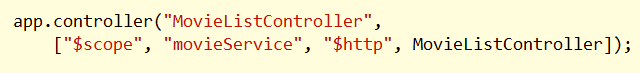 app.controller("MovieListController",
["$scope", "movieService", "$http", MovieListController]);